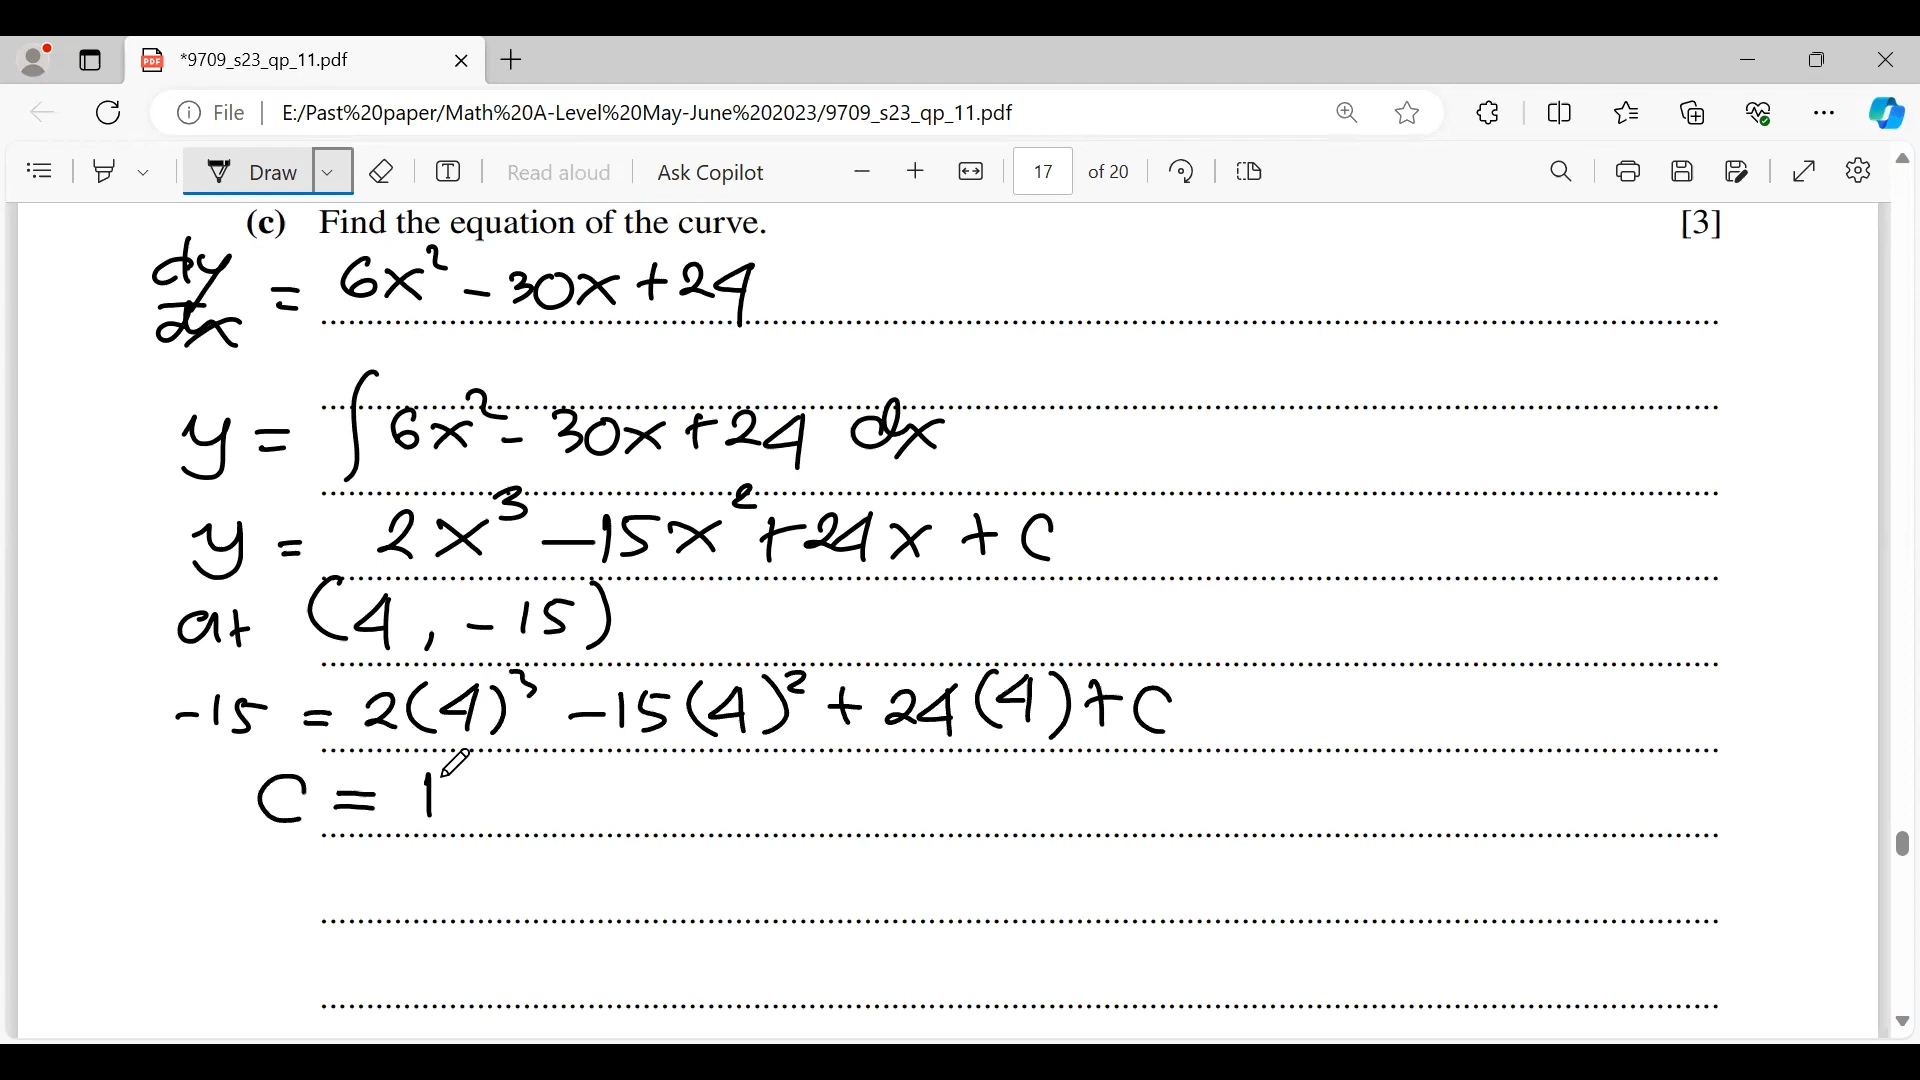 *9709_s23_qp_11.pdf
File E:/Past%20paper/Math%20A-Level%20May-June%202023/9709_s23_qp_11.pdf
Draw Read aloud Ask Copilot 17 of 20
(c) Find the equation of the curve. [3]
dy/dx = 6x² - 30x + 24
y = ∫ 6x² - 30x + 24 dx
y = 2x³ - 15x² + 24x + C
at (4, -15)
-15 = 2(4)³ - 15(4)² + 24(4) + C
C = 1